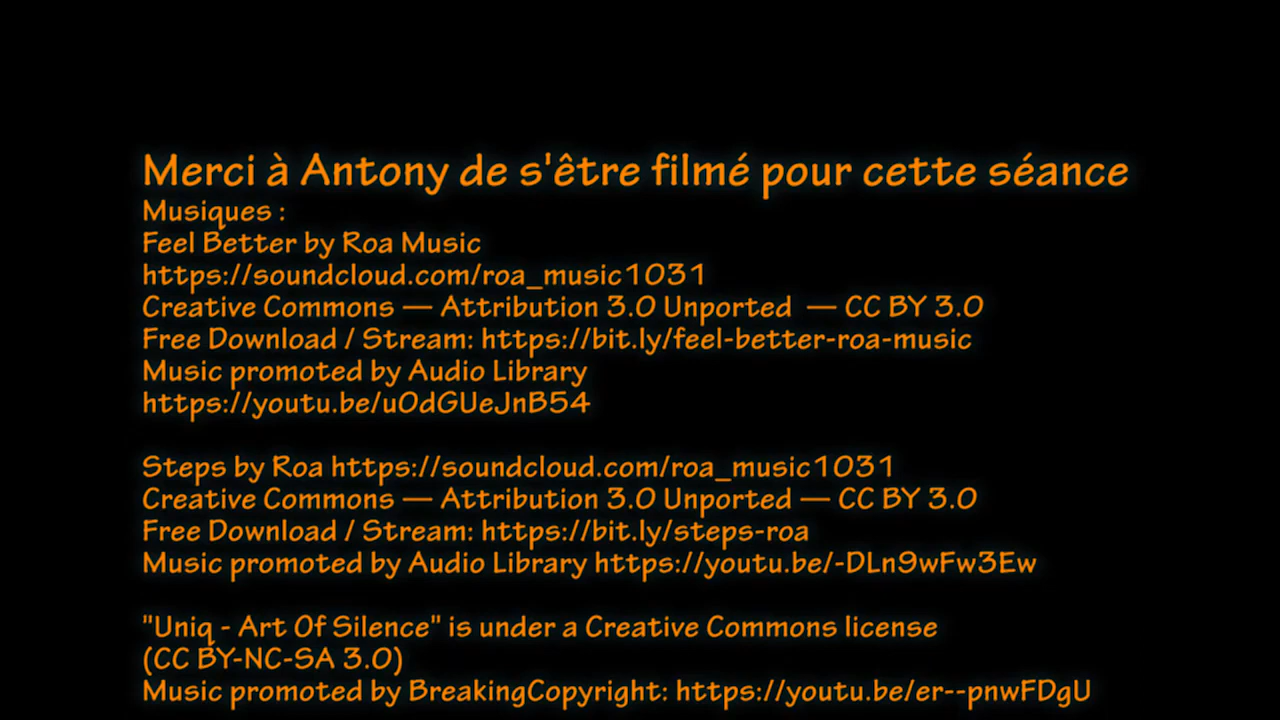 Merci à Antony de s'être filmé pour cette séance
Musiques :
Feel Better by Roa Music
https://soundcloud.com/roa_music1031
Creative Commons — Attribution 3.0 Unported  — CC BY 3.0
Free Download / Stream: https://bit.ly/feel-better-roa-music
Music promoted by Audio Library
https://youtu.be/u0dGUeJnB54
Steps by Roa https://soundcloud.com/roa_music1031
Creative Commons — Attribution 3.0 Unported — CC BY 3.0
Free Download / Stream: https://bit.ly/steps-roa
Music promoted by Audio Library https://youtu.be/-DLn9wFw3Ew
"Uniq - Art Of Silence" is under a Creative Commons license
(CC BY-NC-SA 3.0)
Music promoted by BreakingCopyright: https://youtu.be/er--pnwFDgU